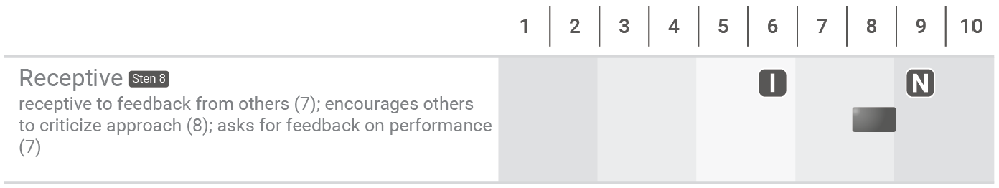 1 2 3 4 5 6 7 8 9 10
Receptive Sten 8
I N
receptive to feedback from others (7); encourages others
to criticize approach (8); asks for feedback on performance
(7)